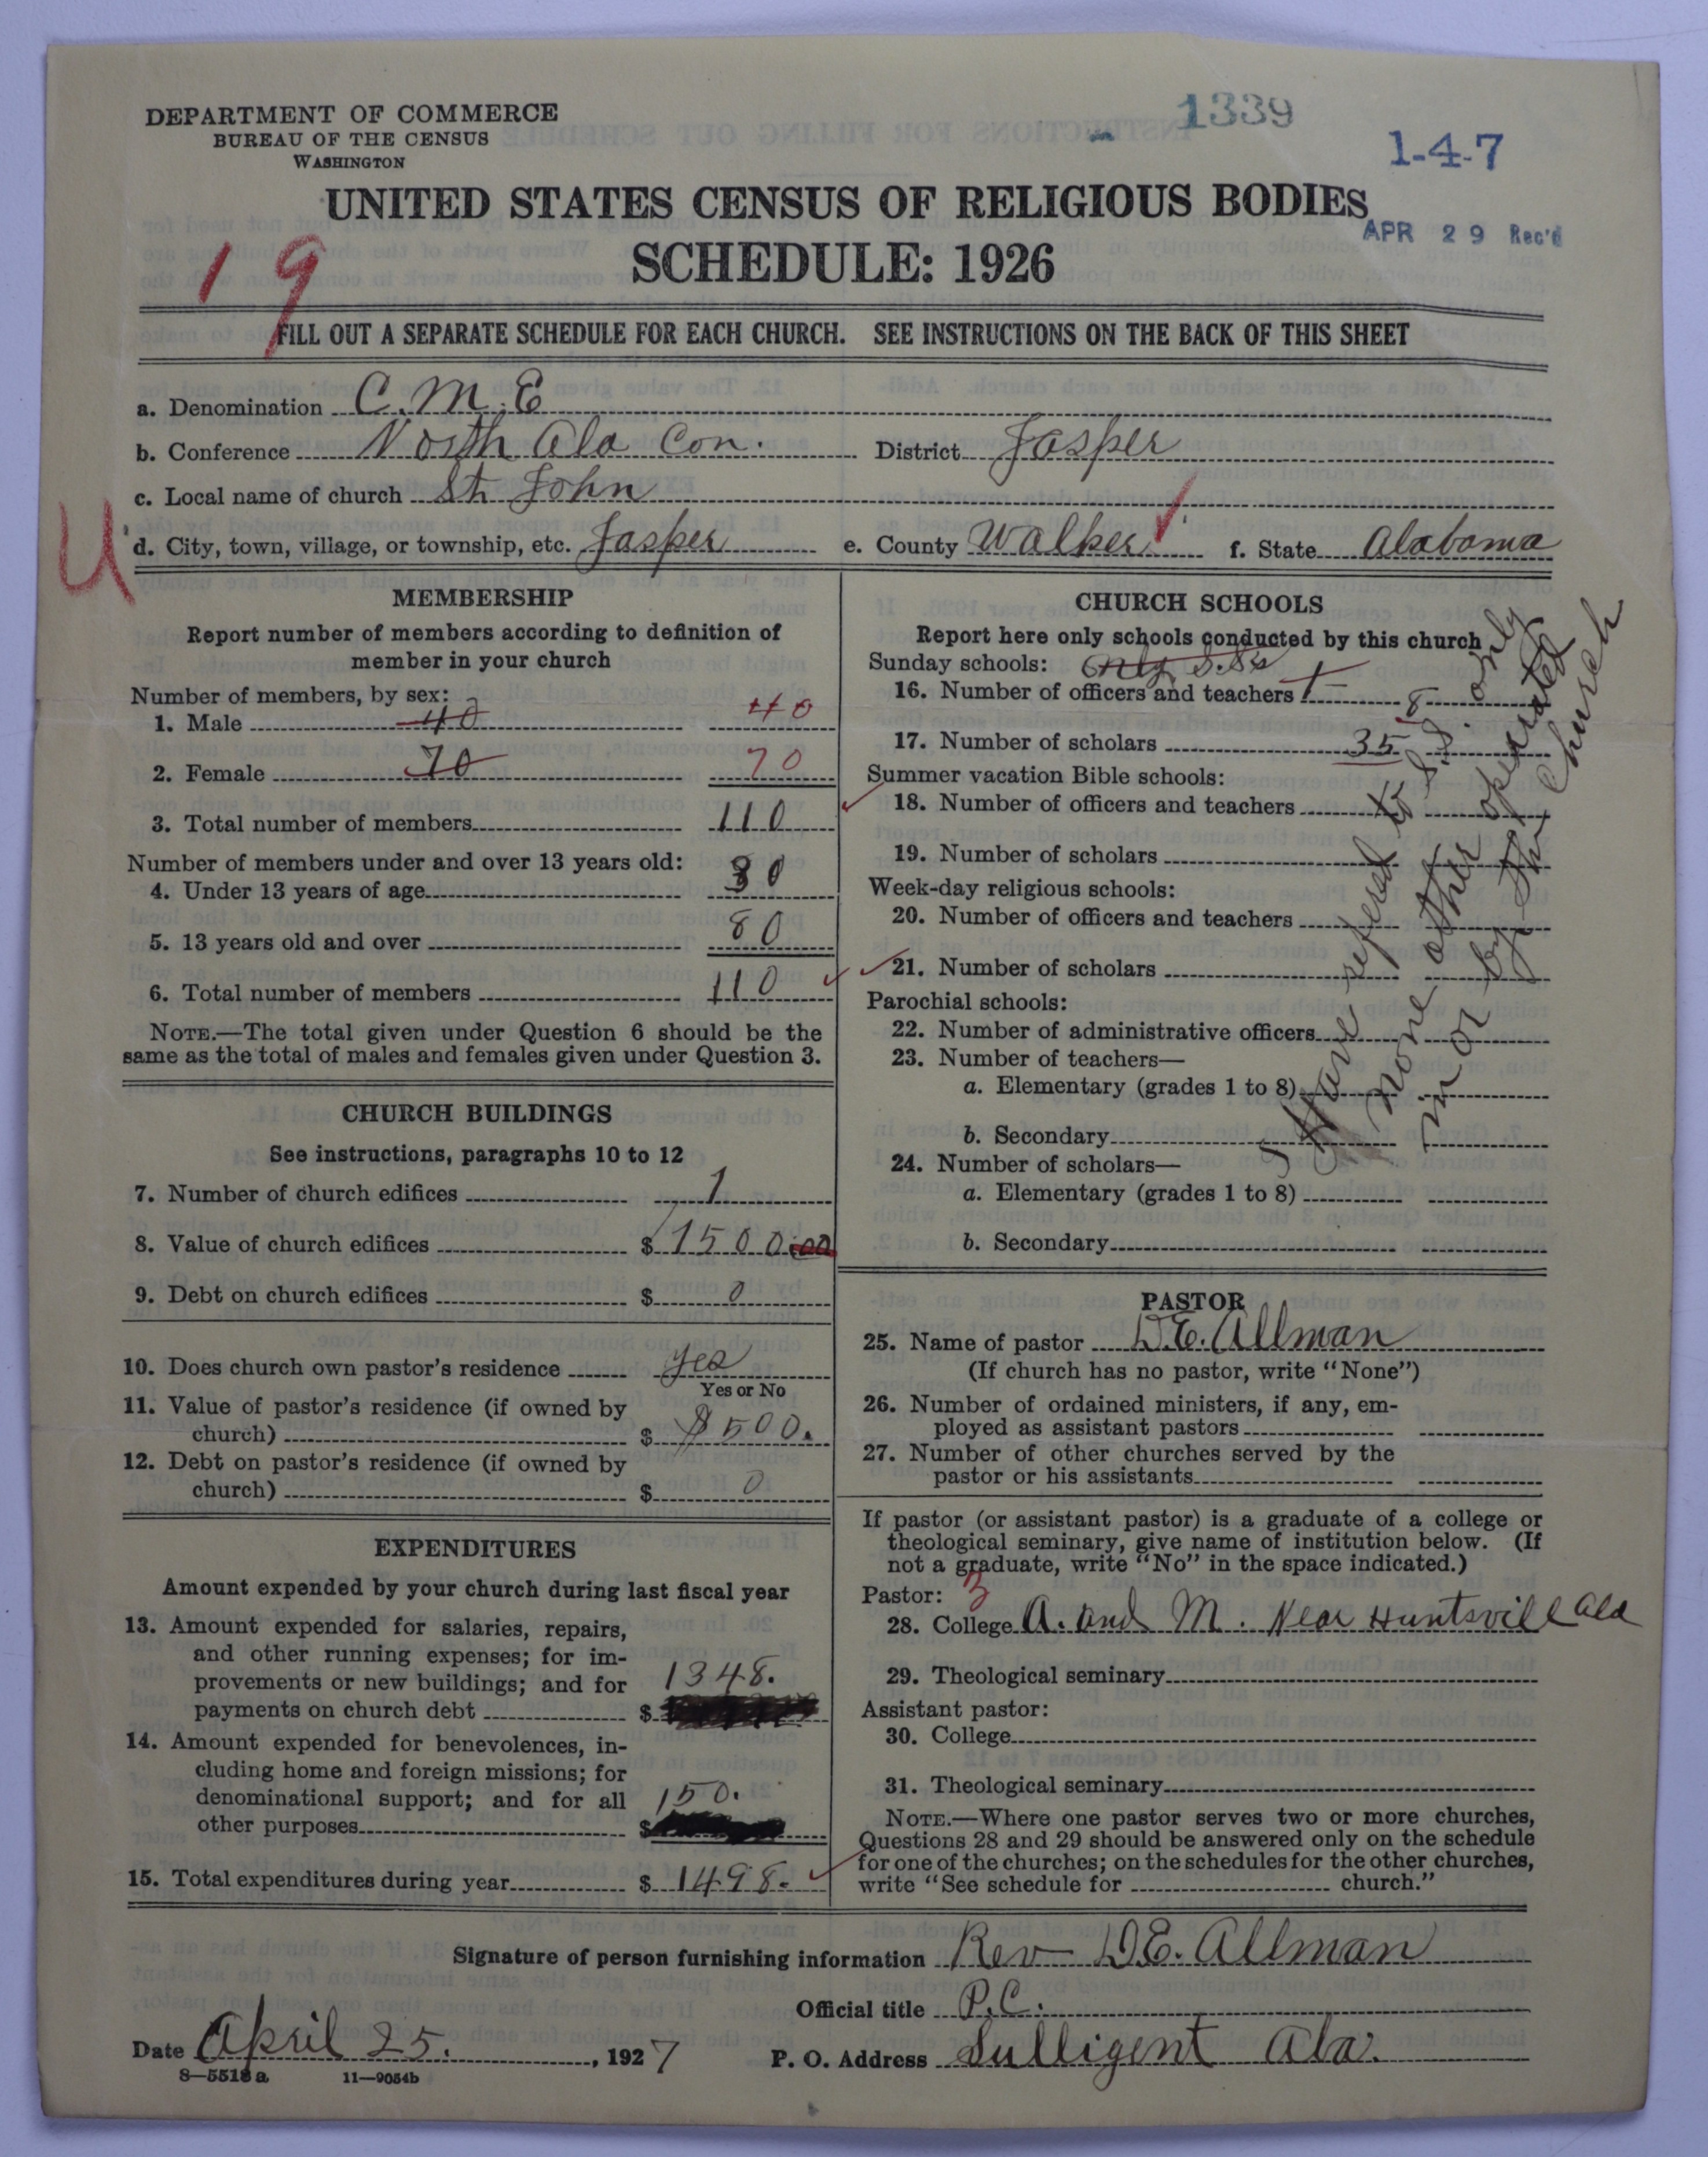 DEPARTMENT OF COMMERCE
BUREAU OF THE CENSUS
WASHINGTON
1339
1-4-7
UNITED STATES CENSUS OF RELIGIOUS BODIES
APR 29 Rec'd
SCHEDULE: 1926
19
FILL OUT A SEPARATE SCHEDULE FOR EACH CHURCH. SEE INSTRUCTIONS ON THE BACK OF THIS SHEET
a. Denomination C.M.E
b. Conference North Ala Con. District Jasper
c. Local name of church St John
U
d. City, town, village, or township, etc. Jasper e. County Walker f. State Alabama
MEMBERSHIP
Report number of members according to definition of
member in your church
Number of members, by sex:
1. Male 40 40
2. Female 70 70
3. Total number of members 110
Number of members under and over 13 years old:
4. Under 13 years of age 30
5. 13 years old and over 80
6. Total number of members 110
NOTE.—The total given under Question 6 should be the
same as the total of males and females given under Question 3.
CHURCH BUILDINGS
See instructions, paragraphs 10 to 12
7. Number of church edifices 1
8. Value of church edifices $ 1500.00
9. Debt on church edifices $ 0
10. Does church own pastor's residence yes
Yes or No
11. Value of pastor's residence (if owned by
church) $ $500.
12. Debt on pastor's residence (if owned by
church) $ 0
EXPENDITURES
Amount expended by your church during last fiscal year
13. Amount expended for salaries, repairs,
and other running expenses; for im-
provements or new buildings; and for
payments on church debt $ 1348.
14. Amount expended for benevolences, in-
cluding home and foreign missions; for
denominational support; and for all
other purposes $ 150.
15. Total expenditures during year $ 1498.
CHURCH SCHOOLS
Report here only schools conducted by this church
Sunday schools: only S.S's
16. Number of officers and teachers 8
17. Number of scholars 35
Summer vacation Bible schools:
18. Number of officers and teachers
19. Number of scholars
Week-day religious schools:
20. Number of officers and teachers
21. Number of scholars
Parochial schools:
22. Number of administrative officers
23. Number of teachers—
a. Elementary (grades 1 to 8)
b. Secondary
24. Number of scholars—
a. Elementary (grades 1 to 8)
b. Secondary
I Have refered to S.S. only
none other operated
in or by th church
PASTOR
25. Name of pastor D.E. Allman
(If church has no pastor, write "None")
26. Number of ordained ministers, if any, em-
ployed as assistant pastors
27. Number of other churches served by the
pastor or his assistants
If pastor (or assistant pastor) is a graduate of a college or
theological seminary, give name of institution below. (If
not a graduate, write "No" in the space indicated.)
Pastor: 3
28. College A. and M. Near Huntsvill Ala
29. Theological seminary
Assistant pastor:
30. College
31. Theological seminary
NOTE.—Where one pastor serves two or more churches,
Questions 28 and 29 should be answered only on the schedule
for one of the churches; on the schedules for the other churches,
write "See schedule for church."
Signature of person furnishing information Rev D.E. Allman
Official title P.C.
Date April 25. , 1927 P. O. Address Sulligent Ala.
8—5518a 11—9054b